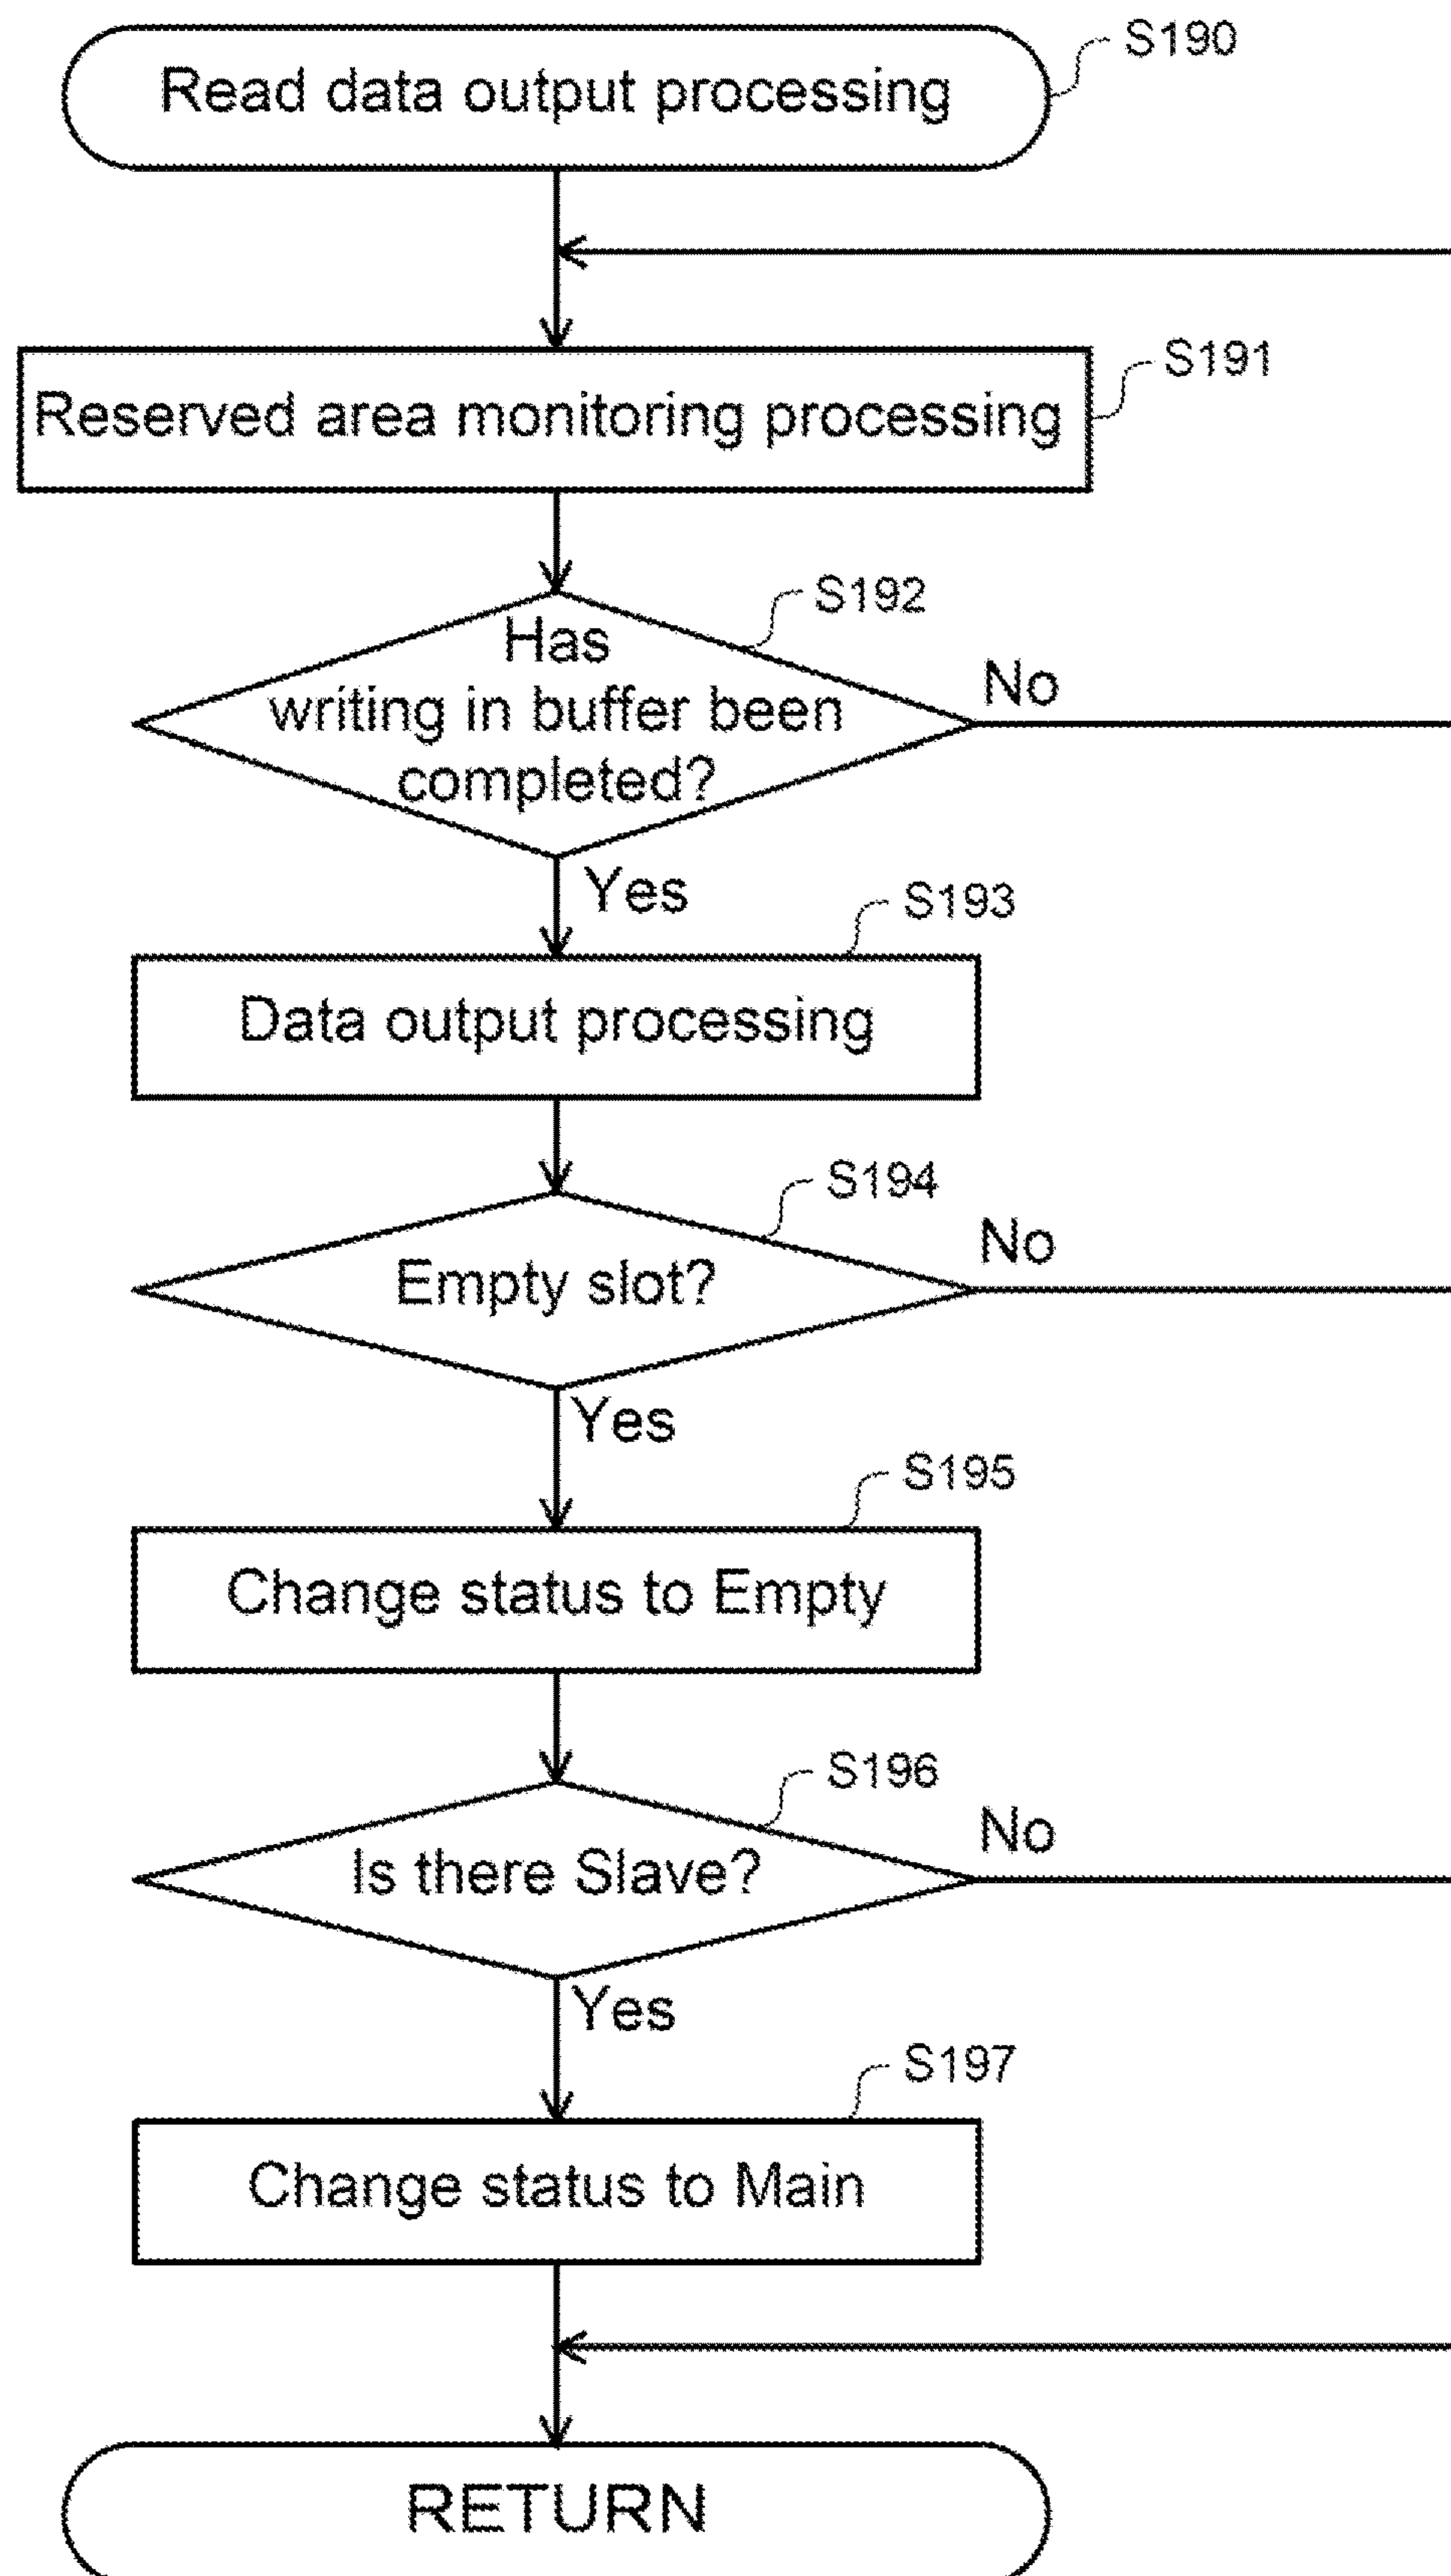 S190
Read data output processing
S191
Reserved area monitoring processing
S192
Has
writing in buffer been
completed?
No
Yes
S193
Data output processing
S194
Empty slot?
No
Yes
S195
Change status to Empty
S196
Is there Slave?
No
Yes
S197
Change status to Main
RETURN